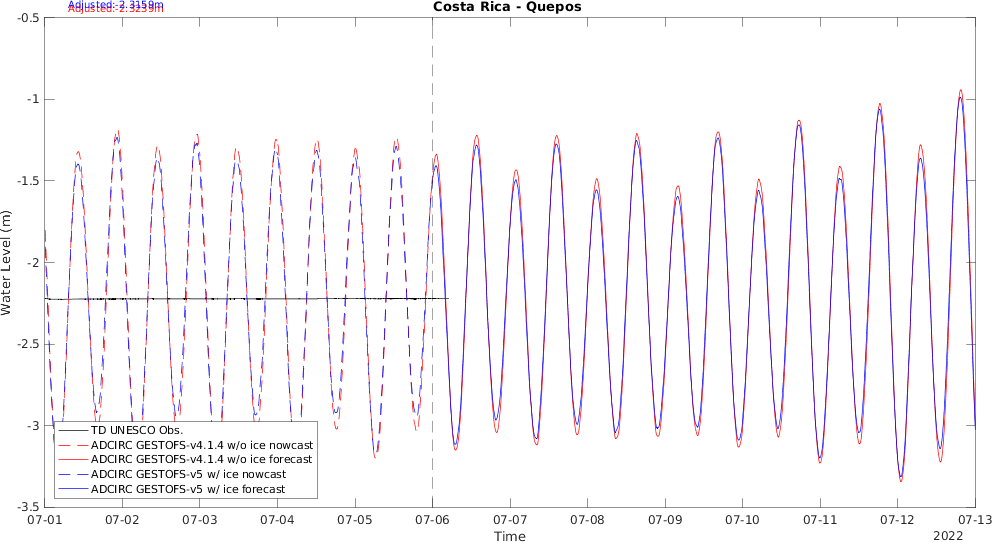 Adjusted:-2.3159m
Adjusted:-2.3239m
Costa Rica - Quepos
Water Level (m)
-0.5
-1
-1.5
-2
-2.5
-3
-3.5
TD UNESCO Obs.
ADCIRC GESTOFS-v4.1.4 w/o ice nowcast
ADCIRC GESTOFS-v4.1.4 w/o ice forecast
ADCIRC GESTOFS-v5 w/ ice nowcast
ADCIRC GESTOFS-v5 w/ ice forecast
07-01 07-02 07-03 07-04 07-05 07-06 07-07 07-08 07-09 07-10 07-11 07-12 07-13
Time
2022